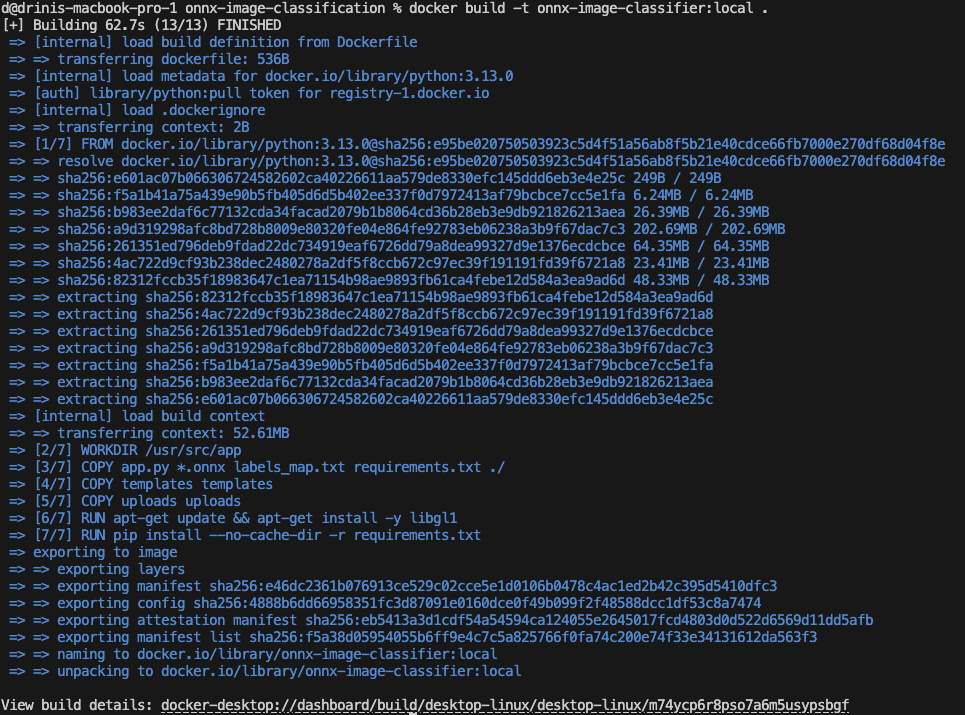 d@drinis-macbook-pro-1 onnx-image-classification % docker build -t onnx-image-classifier:local .
[+] Building 62.7s (13/13) FINISHED
=> [internal] load build definition from Dockerfile
=> => transferring dockerfile: 536B
=> [internal] load metadata for docker.io/library/python:3.13.0
=> [auth] library/python:pull token for registry-1.docker.io
=> [internal] load .dockerignore
=> => transferring context: 2B
=> [1/7] FROM docker.io/library/python:3.13.0@sha256:e95be020750503923c5d4f51a56ab8f5b21e40cdce66fb7000e270df68d04f8e
=> => resolve docker.io/library/python:3.13.0@sha256:e95be020750503923c5d4f51a56ab8f5b21e40cdce66fb7000e270df68d04f8e
=> => sha256:e601ac07b066306724582602ca40226611aa579de8330efc145ddd6eb3e4e25c 249B / 249B
=> => sha256:f5a1b41a75a439e90b5fb405d6d5b402ee337f0d7972413af79bcbce7cc5e1fa 6.24MB / 6.24MB
=> => sha256:b983ee2daf6c77132cda34facad2079b1b8064cd36b28eb3e9db921826213aea 26.39MB / 26.39MB
=> => sha256:a9d319298afc8bd728b8009e80320fe04e864fe92783eb06238a3b9f67dac7c3 202.69MB / 202.69MB
=> => sha256:261351ed796deb9fdad22dc734919eaf6726dd79a8dea99327d9e1376ecdcbce 64.35MB / 64.35MB
=> => sha256:4ac722d9cf93b238dec2480278a2df5f8ccb672c97ec39f191191fd39f6721a8 23.41MB / 23.41MB
=> => sha256:82312fccb35f18983647c1ea71154b98ae9893fb61ca4febe12d584a3ea9ad6d 48.33MB / 48.33MB
=> => extracting sha256:82312fccb35f18983647c1ea71154b98ae9893fb61ca4febe12d584a3ea9ad6d
=> => extracting sha256:4ac722d9cf93b238dec2480278a2df5f8ccb672c97ec39f191191fd39f6721a8
=> => extracting sha256:261351ed796deb9fdad22dc734919eaf6726dd79a8dea99327d9e1376ecdcbce
=> => extracting sha256:a9d319298afc8bd728b8009e80320fe04e864fe92783eb06238a3b9f67dac7c3
=> => extracting sha256:f5a1b41a75a439e90b5fb405d6d5b402ee337f0d7972413af79bcbce7cc5e1fa
=> => extracting sha256:b983ee2daf6c77132cda34facad2079b1b8064cd36b28eb3e9db921826213aea
=> => extracting sha256:e601ac07b066306724582602ca40226611aa579de8330efc145ddd6eb3e4e25c
=> [internal] load build context
=> => transferring context: 52.61MB
=> [2/7] WORKDIR /usr/src/app
=> [3/7] COPY app.py *.onnx labels_map.txt requirements.txt ./
=> [4/7] COPY templates templates
=> [5/7] COPY uploads uploads
=> [6/7] RUN apt-get update && apt-get install -y libgl1
=> [7/7] RUN pip install --no-cache-dir -r requirements.txt
=> exporting to image
=> => exporting layers
=> => exporting manifest sha256:e46dc2361b076913ce529c02cce5e1d0106b0478c4ac1ed2b42c395d5410dfc3
=> => exporting config sha256:4888b6dd66958351fc3d87091e0160dce0f49b099f2f48588dcc1df53c8a7474
=> => exporting attestation manifest sha256:eb5413a3d1cdf54a54594ca124055e2645017fcd4803d0d522d6569d11dd5afb
=> => exporting manifest list sha256:f5a38d05954055b6ff9e4c7c5a825766f0fa74c200e74f33e34131612da563f3
=> => naming to docker.io/library/onnx-image-classifier:local
=> => unpacking to docker.io/library/onnx-image-classifier:local
View build details: docker-desktop://dashboard/build/desktop-linux/desktop-linux/m74ycp6r8pso7a6m5usypsbgf